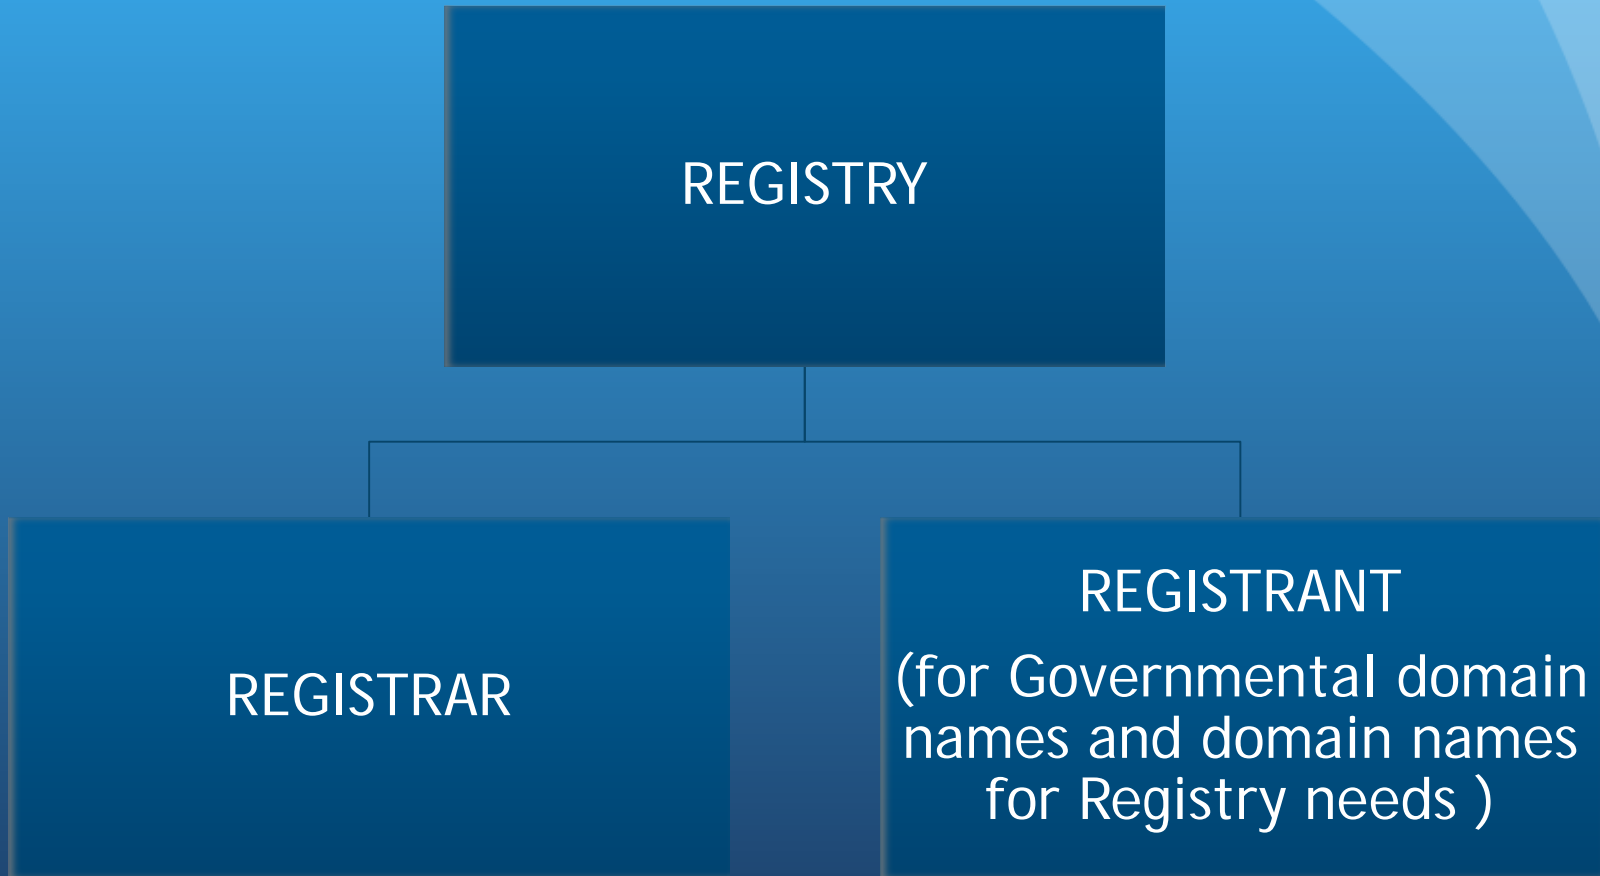 REGISTRY
REGISTRAR
REGISTRANT
(for Governmental domain
names and domain names
for Registry needs )